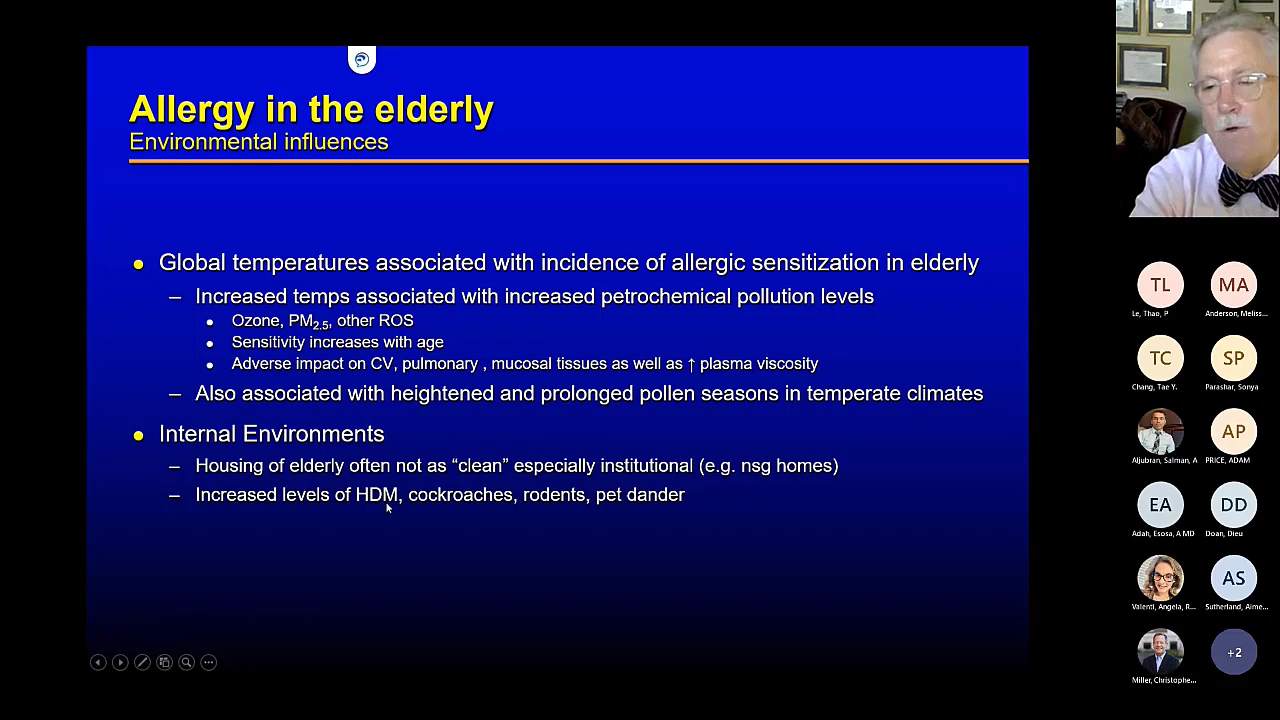 Allergy in the elderly
Environmental influences
Global temperatures associated with incidence of allergic sensitization in elderly
– Increased temps associated with increased petrochemical pollution levels
Ozone, PM2.5, other ROS
Sensitivity increases with age
Adverse impact on CV, pulmonary , mucosal tissues as well as ↑ plasma viscosity
– Also associated with heightened and prolonged pollen seasons in temperate climates
Internal Environments
– Housing of elderly often not as “clean” especially institutional (e.g. nsg homes)
– Increased levels of HDM, cockroaches, rodents, pet dander
TL
MA
Le, Thao, P
Anderson, Meliss...
TC
SP
Chang, Tae Y.
Parashar, Sonya
AP
Aljubran, Salman, A
PRICE, ADAM
EA
DD
Adah, Esosa, A MD
Doan, Dieu
AS
Valenti, Angela, R...
Sutherland, Aime...
+2
Miller, Christophe...